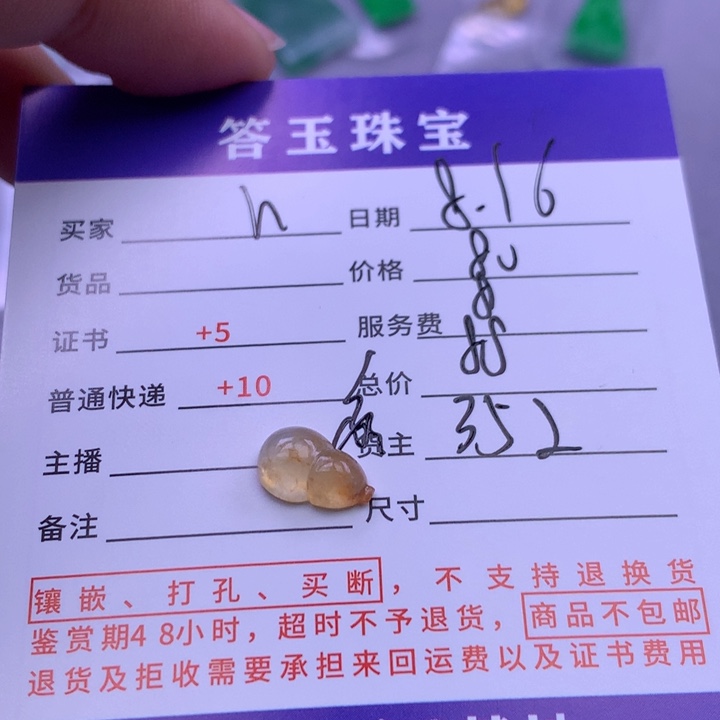 答玉珠宝
买家 h 日期 8.16
货品 价格 80
证书 +5 服务费 8
普通快递 +10 总价 88
主播 货主 352
备注 尺寸
镶嵌、打孔、买断，不支持退换货
鉴赏期48小时，超时不予退货，商品不包邮
退货及拒收需要承担来回运费以及证书费用